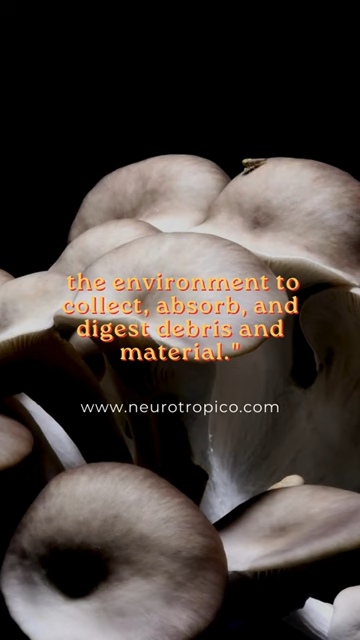 the environment to
collect, absorb, and
digest debris and
material."
www.neurotropico.com